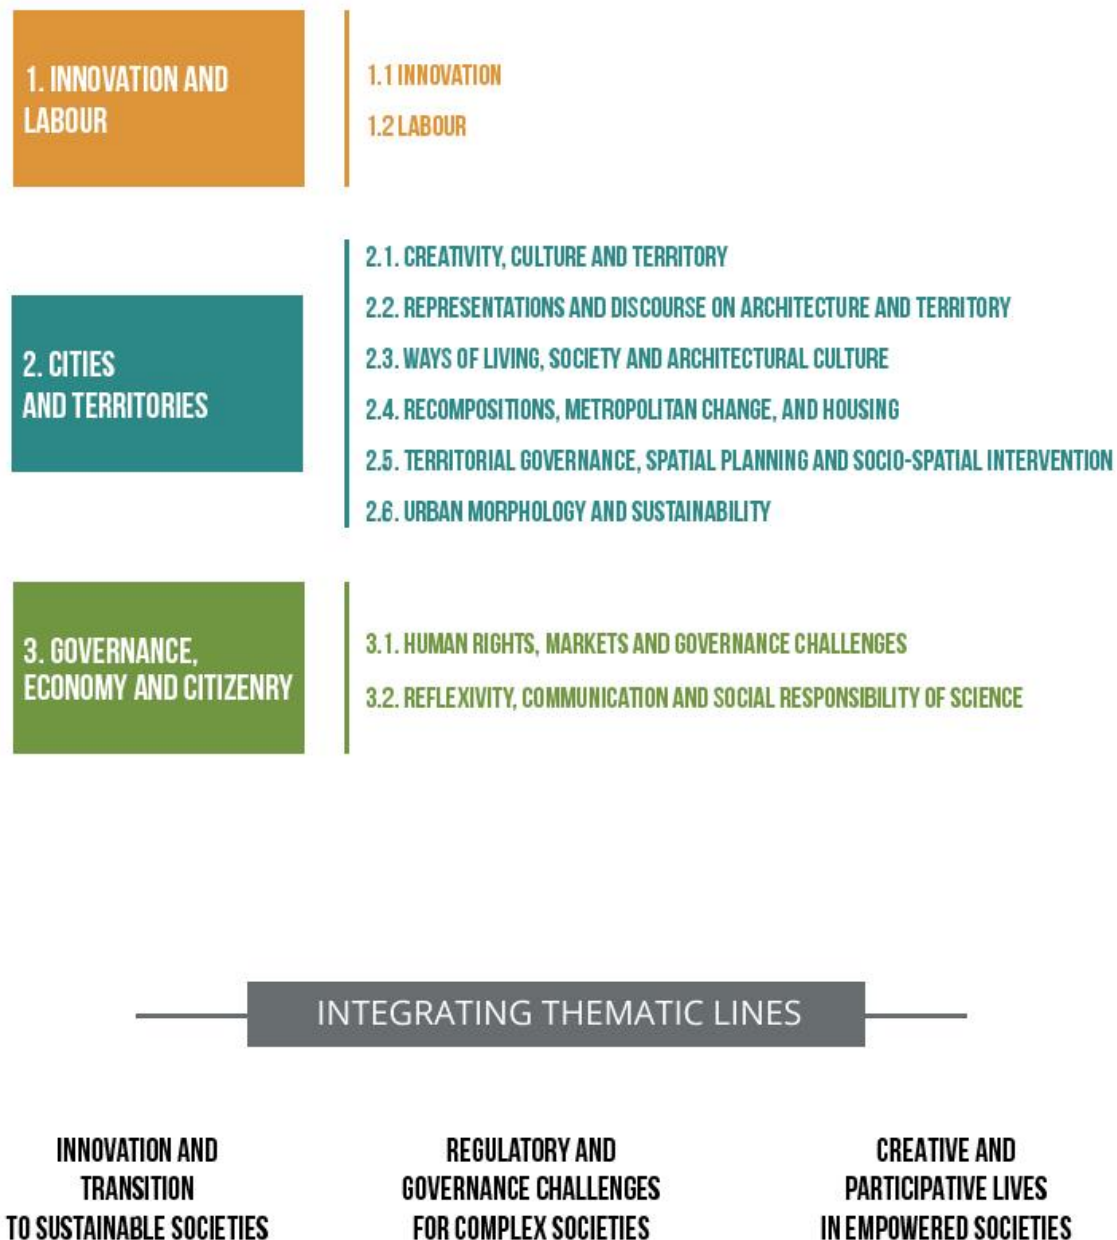 1. INNOVATION AND
LABOUR
1.1 INNOVATION
1.2 LABOUR
2. CITIES
AND TERRITORIES
2.1. CREATIVITY, CULTURE AND TERRITORY
2.2. REPRESENTATIONS AND DISCOURSE ON ARCHITECTURE AND TERRITORY
2.3. WAYS OF LIVING, SOCIETY AND ARCHITECTURAL CULTURE
2.4. RECOMPOSITIONS, METROPOLITAN CHANGE, AND HOUSING
2.5. TERRITORIAL GOVERNANCE, SPATIAL PLANNING AND SOCIO-SPATIAL INTERVENTION
2.6. URBAN MORPHOLOGY AND SUSTAINABILITY
3. GOVERNANCE,
ECONOMY AND CITIZENRY
3.1. HUMAN RIGHTS, MARKETS AND GOVERNANCE CHALLENGES
3.2. REFLEXIVITY, COMMUNICATION AND SOCIAL RESPONSIBILITY OF SCIENCE
INTEGRATING THEMATIC LINES
INNOVATION AND
TRANSITION
TO SUSTAINABLE SOCIETIES
REGULATORY AND
GOVERNANCE CHALLENGES
FOR COMPLEX SOCIETIES
CREATIVE AND
PARTICIPATIVE LIVES
IN EMPOWERED SOCIETIES